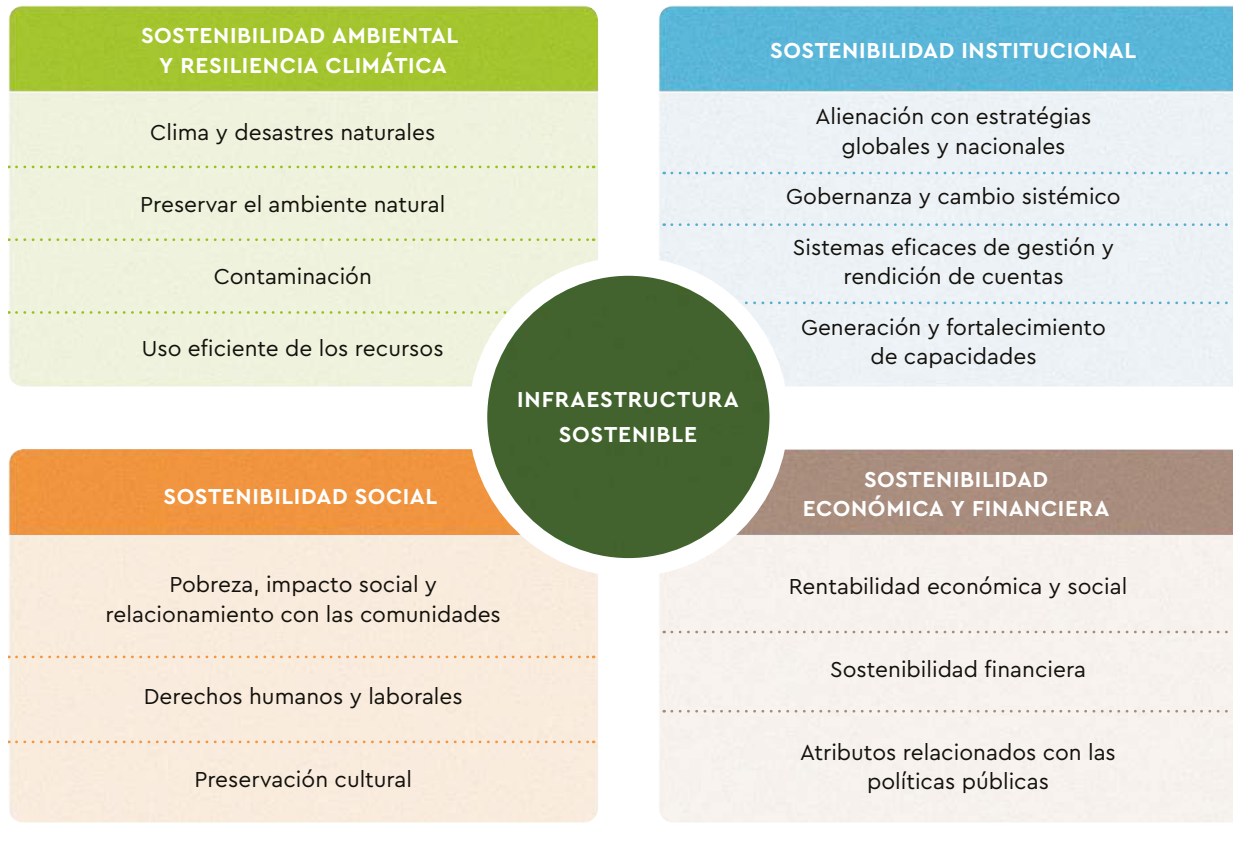 SOSTENIBILIDAD AMBIENTAL
Y RESILIENCIA CLIMÁTICA
Clima y desastres naturales
Preservar el ambiente natural
Contaminación
Uso eficiente de los recursos
SOSTENIBILIDAD INSTITUCIONAL
Alienación con estratégias
globales y nacionales
Gobernanza y cambio sistémico
Sistemas eficaces de gestión y
rendición de cuentas
Generación y fortalecimiento
de capacidades
INFRAESTRUCTURA
SOSTENIBLE
SOSTENIBILIDAD SOCIAL
Pobreza, impacto social y
relacionamiento con las comunidades
Derechos humanos y laborales
Preservación cultural
SOSTENIBILIDAD
ECONÓMICA Y FINANCIERA
Rentabilidad económica y social
Sostenibilidad financiera
Atributos relacionados con las
políticas públicas